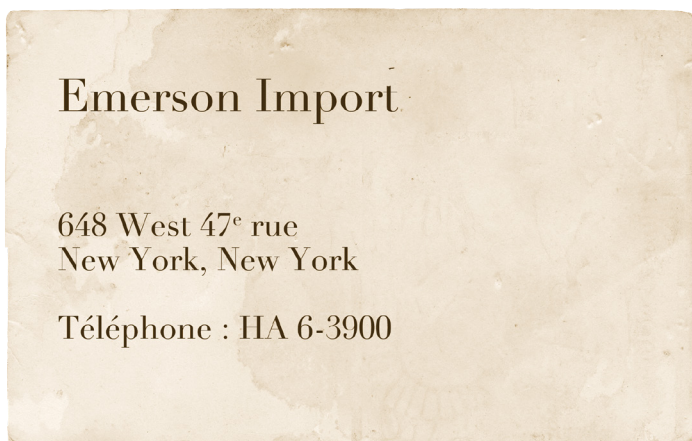 Emerson Import
648 West 47e rue
New York, New York
Téléphone : HA 6-3900